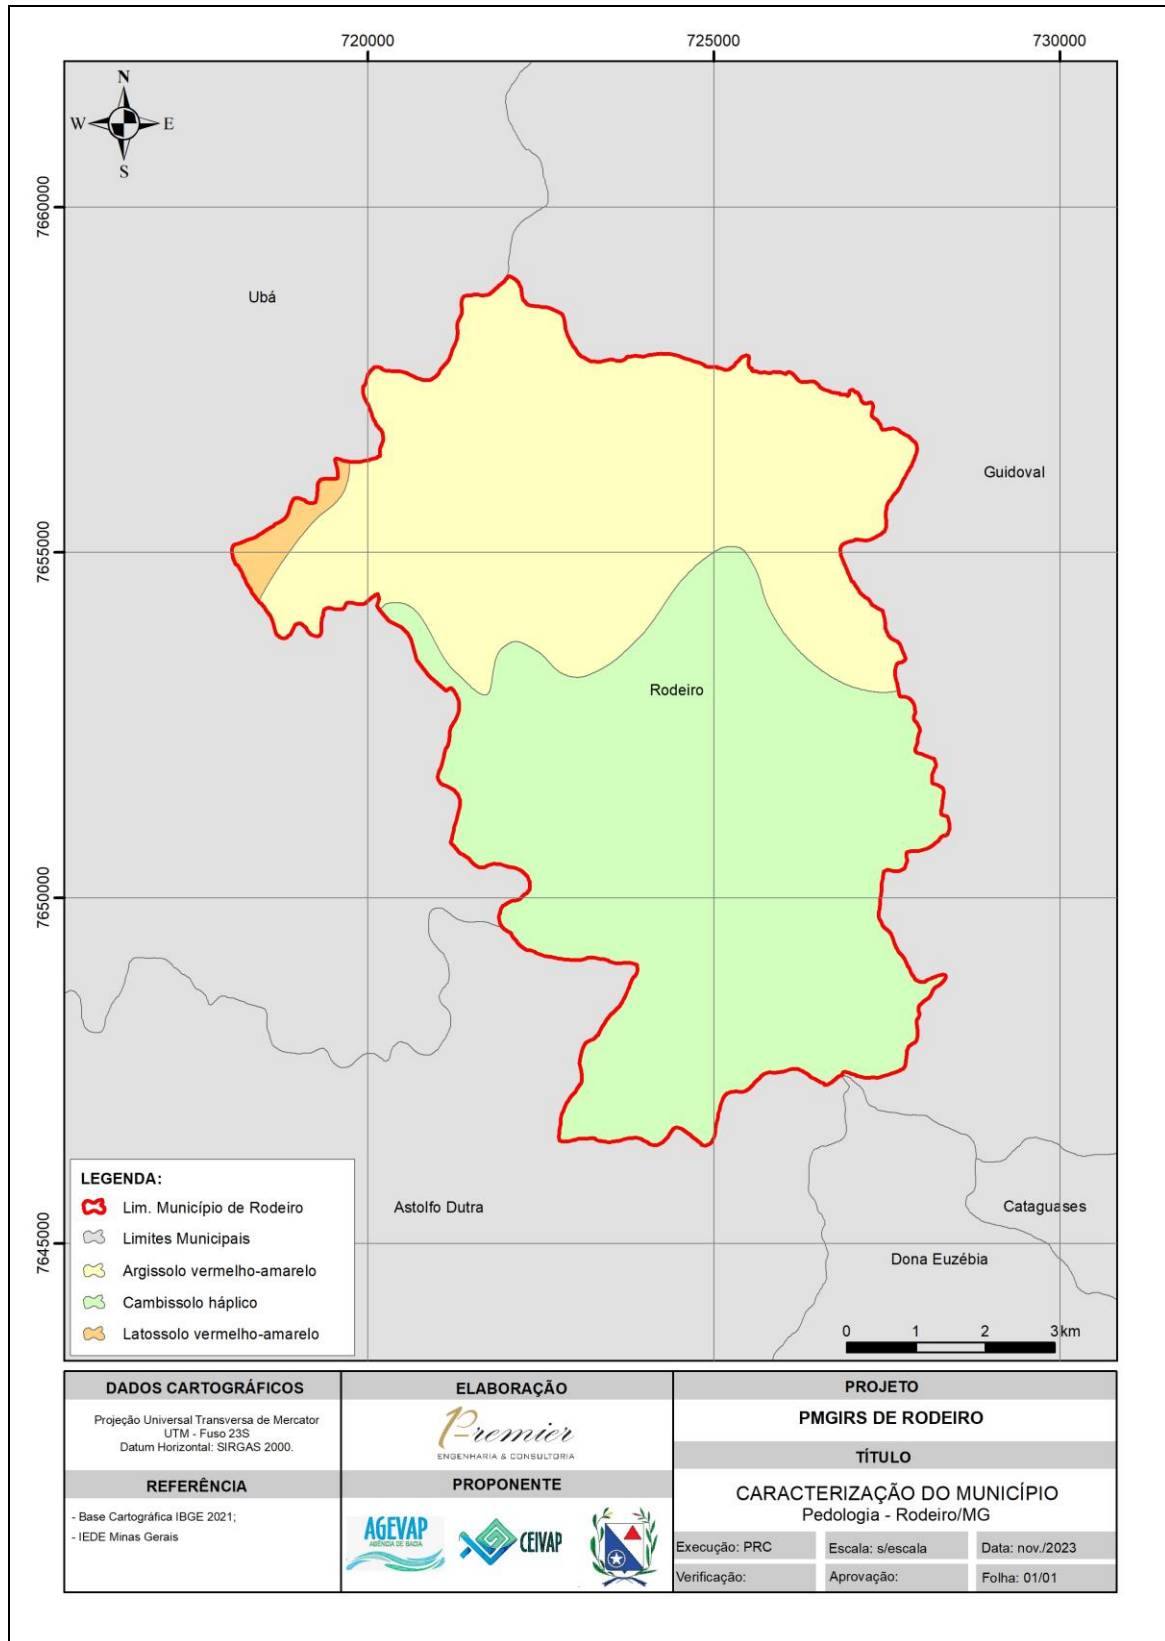 720000
725000
730000
N
W
E
S
7660000
Ubá
Guidoval
7655000
Rodeiro
7650000
LEGENDA:
Lim. Município de Rodeiro
Limites Municipais
Argissolo vermelho-amarelo
Cambissolo háplico
Latossolo vermelho-amarelo
7645000
Astolfo Dutra
Cataguases
Dona Euzébia
0 1 2 3 km
DADOS CARTOGRÁFICOS
Projeção Universal Transversa de Mercator
UTM - Fuso 23S
Datum Horizontal: SIRGAS 2000.
REFERÊNCIA
- Base Cartográfica IBGE 2021;
- IEDE Minas Gerais
ELABORAÇÃO
Premier
ENGENHARIA & CONSULTORIA
PROPONENTE
AGEVAP
AGÊNCIA DE BACIA
CEIVAP
PROJETO
PMGIRS DE RODEIRO
TÍTULO
CARACTERIZAÇÃO DO MUNICÍPIO
Pedologia - Rodeiro/MG
Execução: PRC
Escala: s/escala
Data: nov./2023
Verificação:
Aprovação:
Folha: 01/01